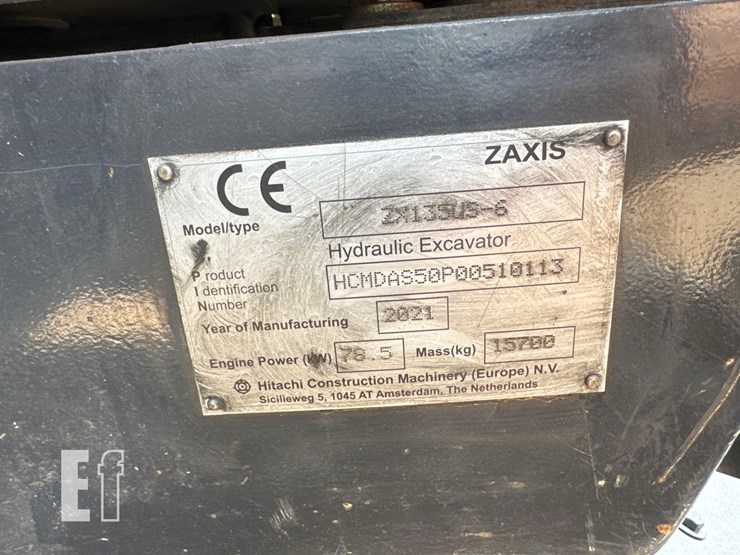 CE
ZAXIS
Model/type ZX135US-6
Hydraulic Excavator
Product
Identification
Number
HCMDAS50P00510113
Year of Manufacturing 2021
Engine Power (kW) 78.5 Mass(kg) 15700
Hitachi Construction Machinery (Europe) N.V.
Sicilieweg 5, 1045 AT Amsterdam, The Netherlands
Ef